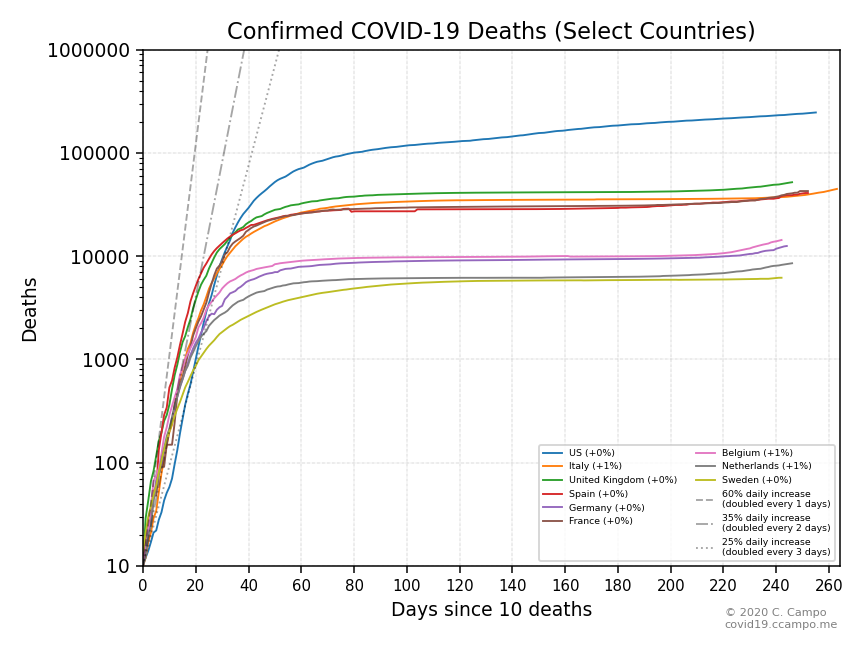 Confirmed COVID-19 Deaths (Select Countries)
1000000
100000
10000
1000
100
10
Deaths
0 20 40 60 80 100 120 140 160 180 200 220 240 260
Days since 10 deaths
US (+0%)
Italy (+1%)
United Kingdom (+0%)
Spain (+0%)
Germany (+0%)
France (+0%)
Belgium (+1%)
Netherlands (+1%)
Sweden (+0%)
60% daily increase
(doubled every 1 days)
35% daily increase
(doubled every 2 days)
25% daily increase
(doubled every 3 days)
© 2020 C. Campo
covid19.ccampo.me